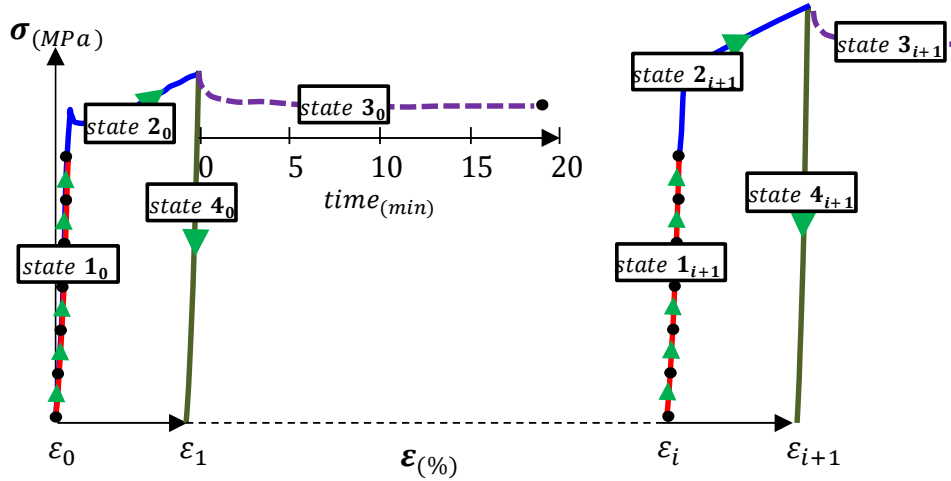 σ(MPa)
state 3ᵢ₊₁
state 2ᵢ₊₁
state 3₀
state 2₀
0 5 10 15 20
time(min)
state 4₀
state 4ᵢ₊₁
state 1₀
state 1ᵢ₊₁
ε₀ ε₁ ε(%) εᵢ εᵢ₊₁